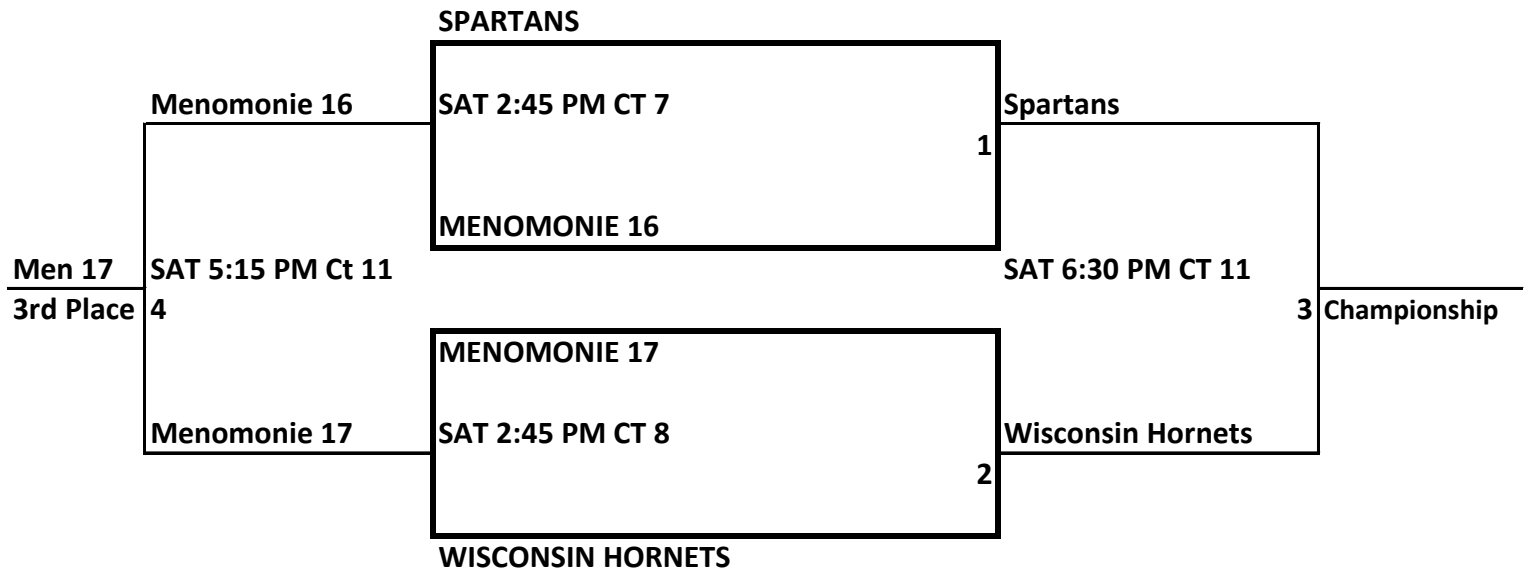 SPARTANS
Menomonie 16
SAT 2:45 PM CT 7
Spartans
1
MENOMONIE 16
Men 17
SAT 5:15 PM Ct 11
SAT 6:30 PM CT 11
3rd Place
4
3
Championship
MENOMONIE 17
Menomonie 17
SAT 2:45 PM CT 8
Wisconsin Hornets
2
WISCONSIN HORNETS